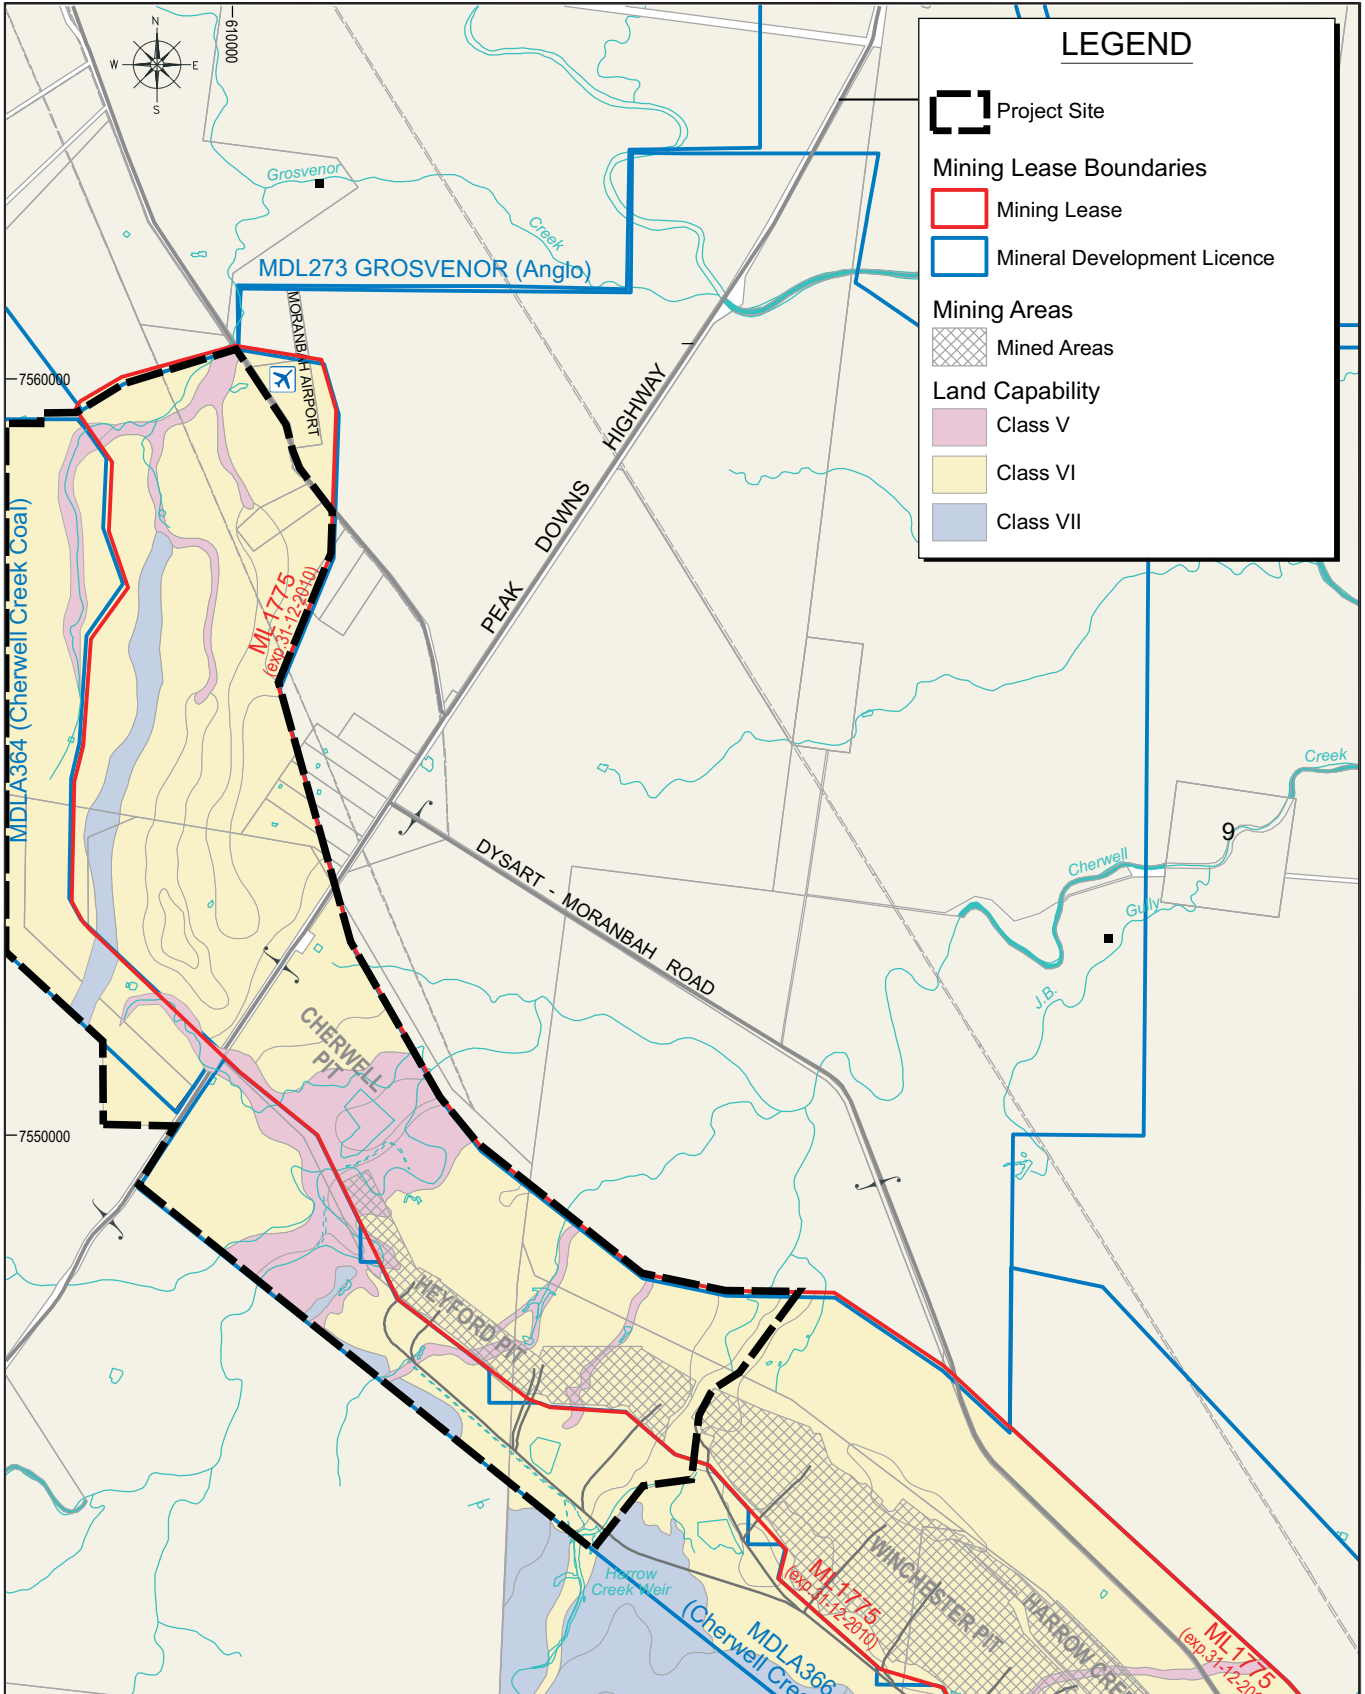 LEGEND
Project Site
Mining Lease Boundaries
Mining Lease
Mineral Development Licence
Mining Areas
Mined Areas
Land Capability
Class V
Class VI
Class VII
N
W
E
S
610000
Grosvenor
Creek
MDL273 GROSVENOR (Anglo)
MORANBAH AIRPORT
7560000
PEAK DOWNS HIGHWAY
MDLA364 (Cherwell Creek Coal)
ML1775
(exp.31-12-2010)
DYSART - MORANBAH ROAD
Creek
9
Cherwell
Gully
J.B.
CHERWELL
PIT
7550000
HEYFORD PIT
Harrow
Creek Weir
ML1775
(exp.31-12-2010)
WINCHESTER PIT
HARROW CRE
MDLA366
(Cherwell Cre
ML1775
(exp.31-12-20